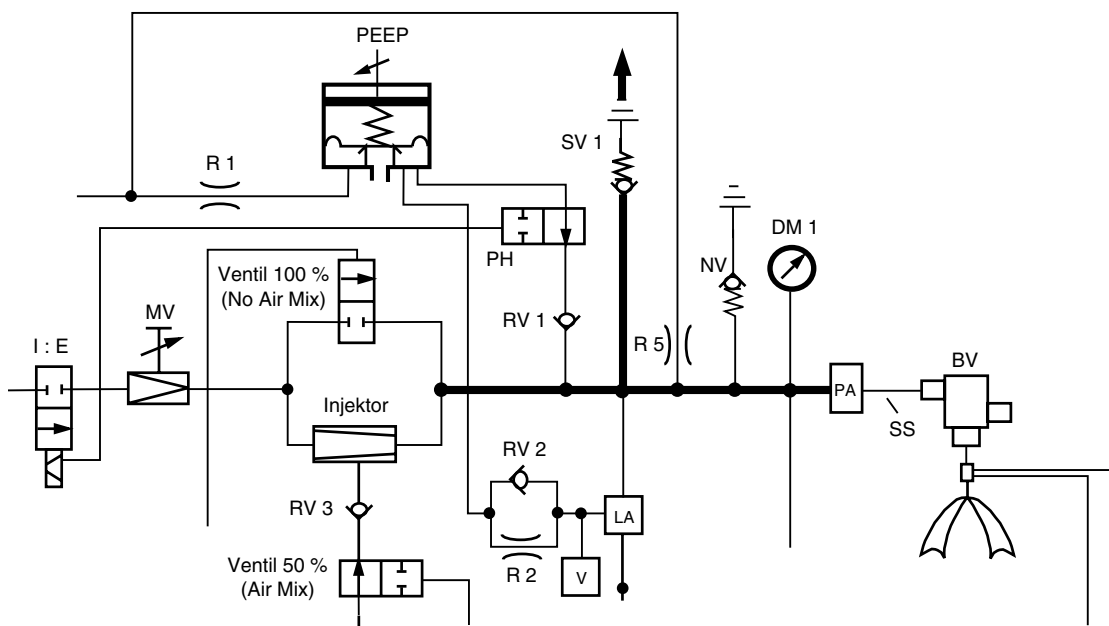 PEEP
SV 1
R 1
DM 1
PH
NV
Ventil 100 %
(No Air Mix)
MV
RV 1
R 5
I : E
BV
PA
Injektor
SS
RV 2
RV 3
LA
Ventil 50 %
(Air Mix)
R 2
V